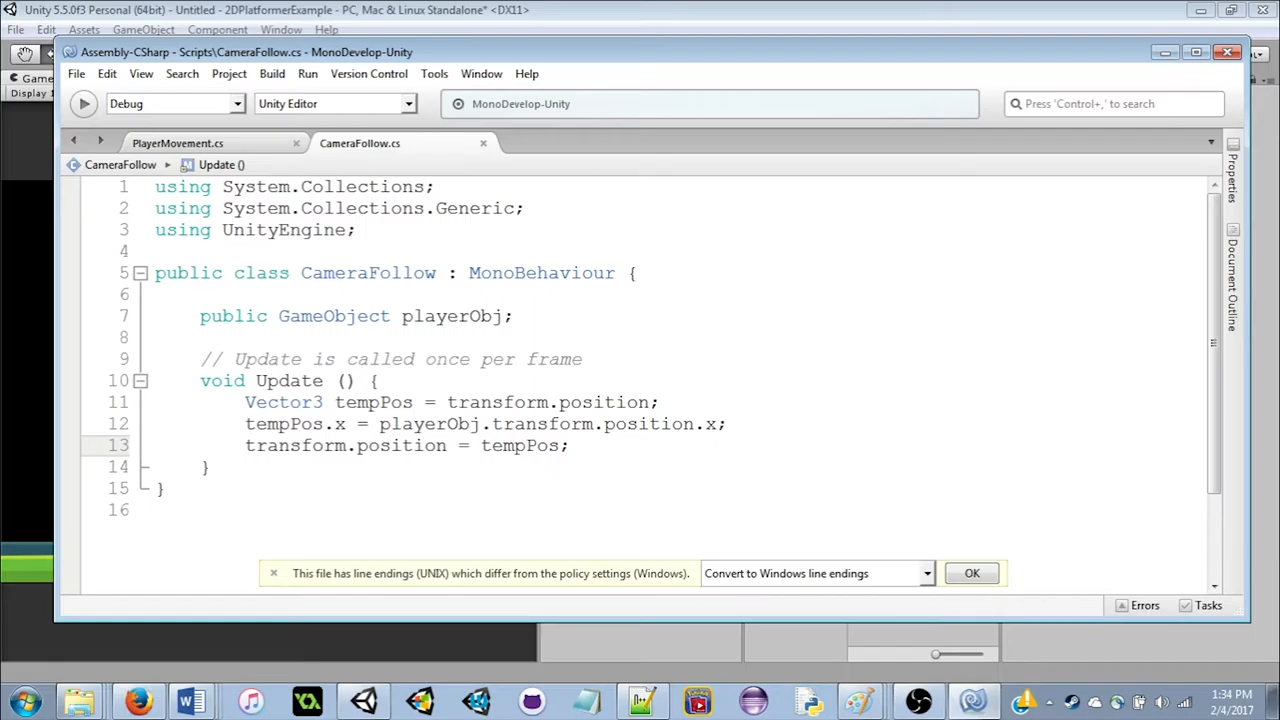 Unity 5.5.0f3 Personal (64bit) - Untitled - 2DPlatformerExample - PC, Mac & Linux Standalone* <DX11>
File Edit Assets GameObject Component Window Help
Game
Display 1
Assembly-CSharp - Scripts\CameraFollow.cs - MonoDevelop-Unity
File Edit View Search Project Build Run Version Control Tools Window Help
Debug Unity Editor MonoDevelop-Unity Press 'Control+,' to search
PlayerMovement.cs CameraFollow.cs
CameraFollow Update ()
1 using System.Collections;
2 using System.Collections.Generic;
3 using UnityEngine;
4
5 public class CameraFollow : MonoBehaviour {
6
7 public GameObject playerObj;
8
9 // Update is called once per frame
10 void Update () {
11 Vector3 tempPos = transform.position;
12 tempPos.x = playerObj.transform.position.x;
13 transform.position = tempPos;
14 }
15 }
16
Properties
Document Outline
This file has line endings (UNIX) which differ from the policy settings (Windows). Convert to Windows line endings OK
Errors Tasks
1:34 PM
2/4/2017